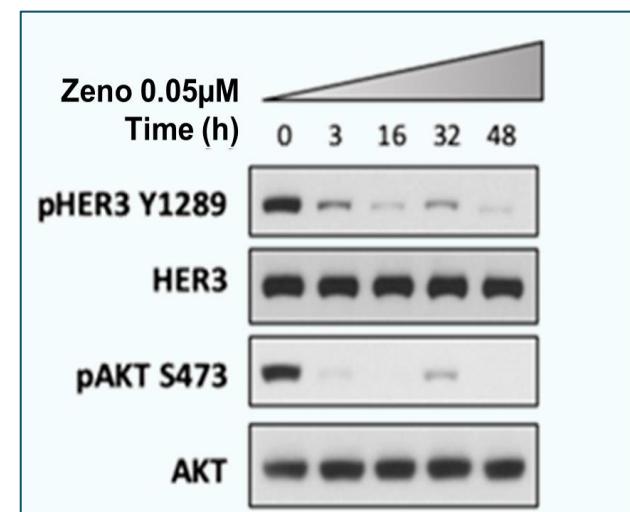 Zeno 0.05µM
Time (h) 0 3 16 32 48
pHER3 Y1289
HER3
pAKT S473
AKT